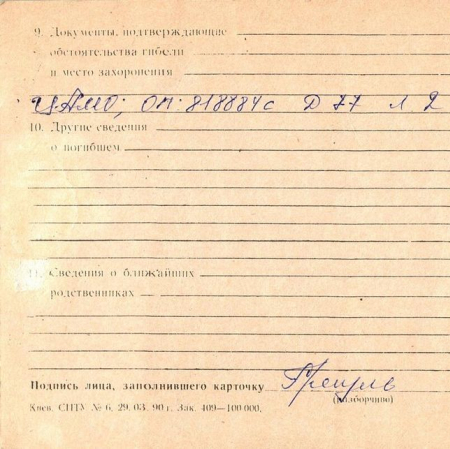 9. Документы, подтверждающие
обстоятельства гибели
и место захоронения
ЦАМО; ОП: 818884с Д 77 Л 2
10. Другие сведения
о погибшем
11. Сведения о ближайших
родственниках
Подпись лица, заполнившего карточку
(разборчиво)
Киев. СПТУ № 6, 29. 03. 90 г. Зак. 409—100 000.